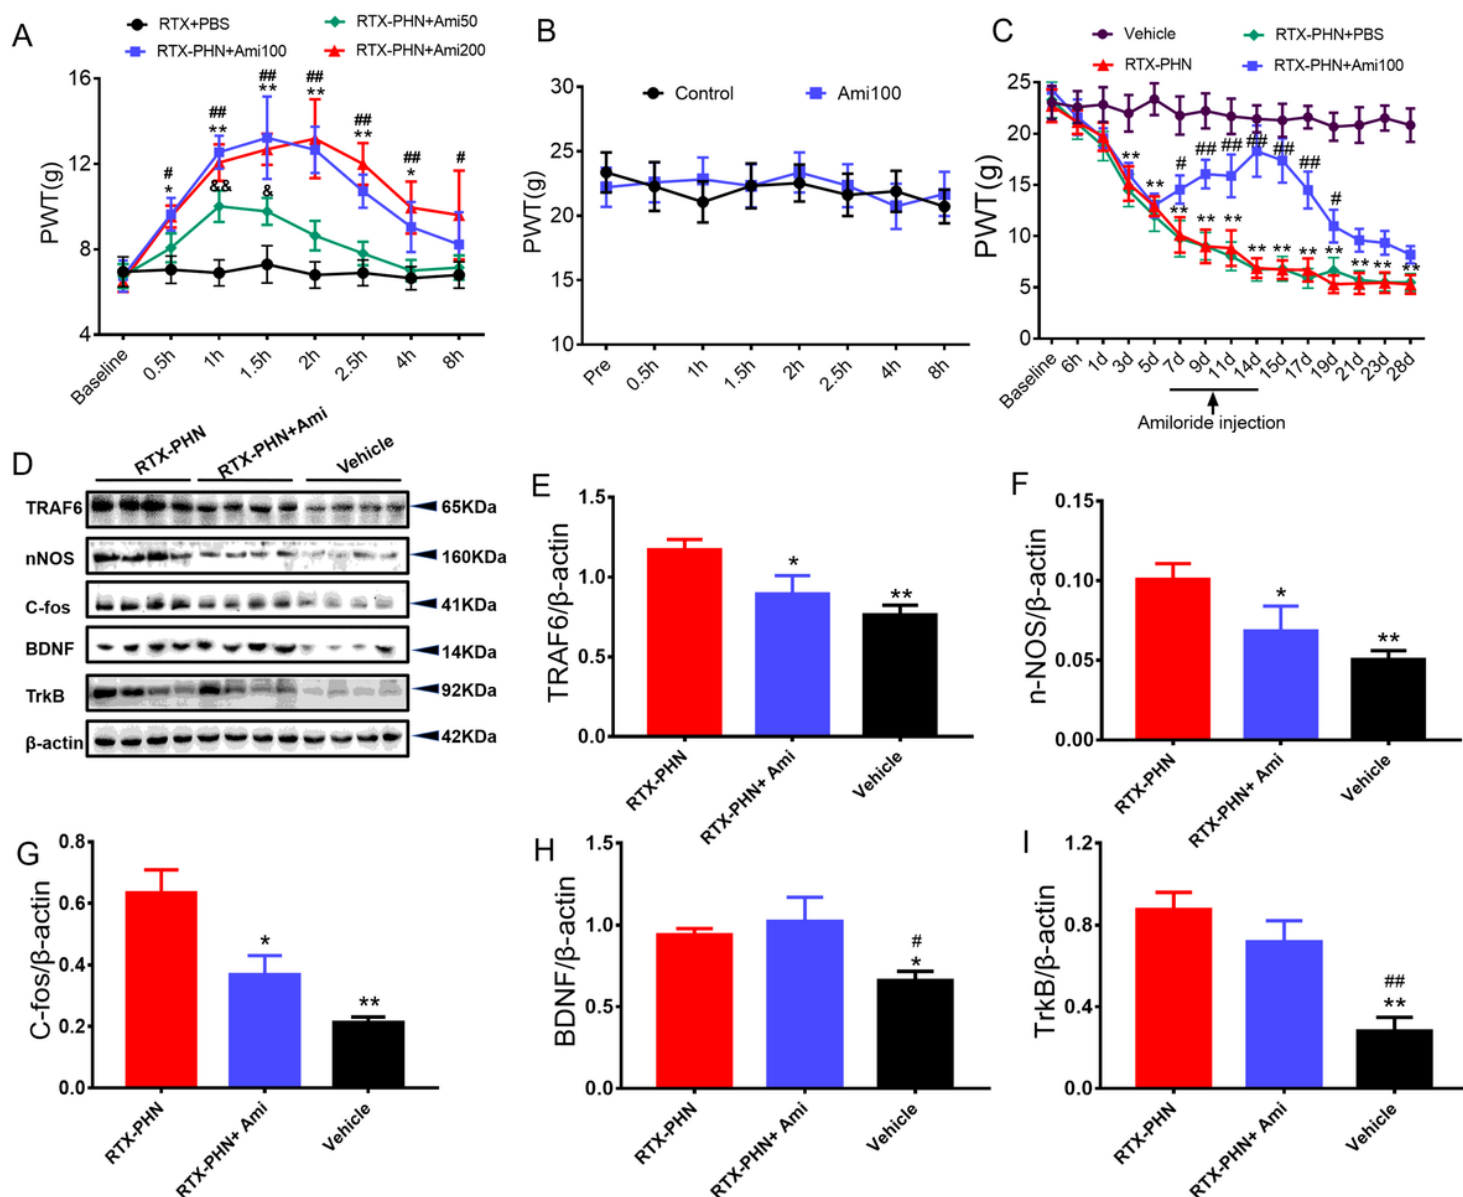 A
RTX+PBS
RTX-PHN+Ami50
RTX-PHN+Ami100
RTX-PHN+Ami200
PWT(g)
16
12
8
4
#
*
##
**
&&
##
**
&
##
**
##
**
##
*
#
Baseline
0.5h
1h
1.5h
2h
2.5h
4h
8h
B
Control
Ami100
PWT(g)
30
25
20
15
10
Pre
0.5h
1h
1.5h
2h
2.5h
4h
8h
C
Vehicle
RTX-PHN+PBS
RTX-PHN
RTX-PHN+Ami100
PWT(g)
25
20
15
10
5
0
**
**
#
**
##
**
##
**
##
**
##
**
##
**
#
**
**
**
**
Baseline
6h
1d
3d
5d
7d
9d
11d
14d
15d
17d
19d
21d
23d
28d
Amiloride injection
D
RTX-PHN
RTX-PHN+Ami
Vehicle
TRAF6
65KDa
nNOS
160KDa
C-fos
41KDa
BDNF
14KDa
TrkB
92KDa
β-actin
42KDa
E
TRAF6/β-actin
1.5
1.0
0.5
0.0
*
**
RTX-PHN
RTX-PHN+ Ami
Vehicle
F
n-NOS/β-actin
0.15
0.10
0.05
0.00
*
**
RTX-PHN
RTX-PHN+ Ami
Vehicle
G
C-fos/β-actin
0.8
0.6
0.4
0.2
0.0
*
**
RTX-PHN
RTX-PHN+ Ami
Vehicle
H
BDNF/β-actin
1.5
1.0
0.5
0.0
#
*
RTX-PHN
RTX-PHN+ Ami
Vehicle
I
TrkB/β-actin
1.2
0.8
0.4
0.0
##
**
RTX-PHN
RTX-PHN+ Ami
Vehicle